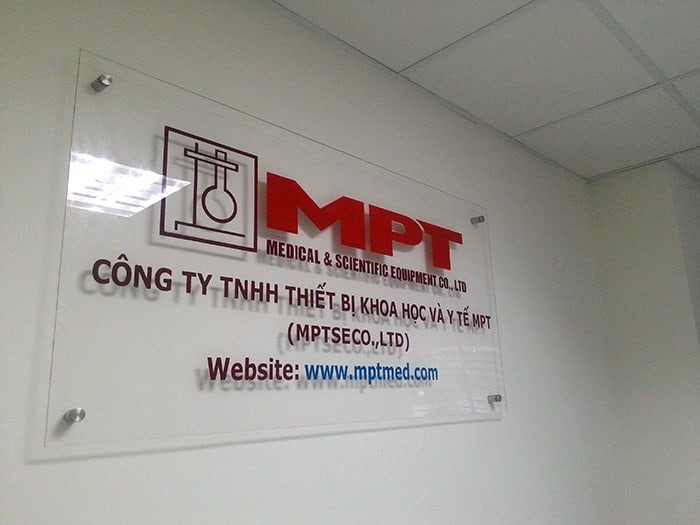 MPT
MEDICAL & SCIENTIFIC EQUIPMENT CO., LTD
CÔNG TY TNHH THIẾT BỊ KHOA HỌC VÀ Y TẾ MPT
(MPTSECO.,LTD)
Website: www.mptmed.com